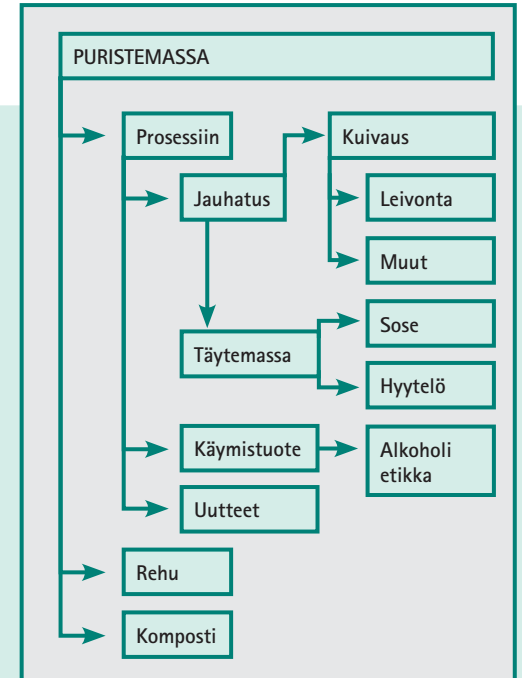 PURISTEMASSA
Prosessiin
Kuivaus
Jauhatus
Leivonta
Muut
Sose
Täytemassa
Hyytelö
Käymistuote
Alkoholi
etikka
Uutteet
Rehu
Komposti